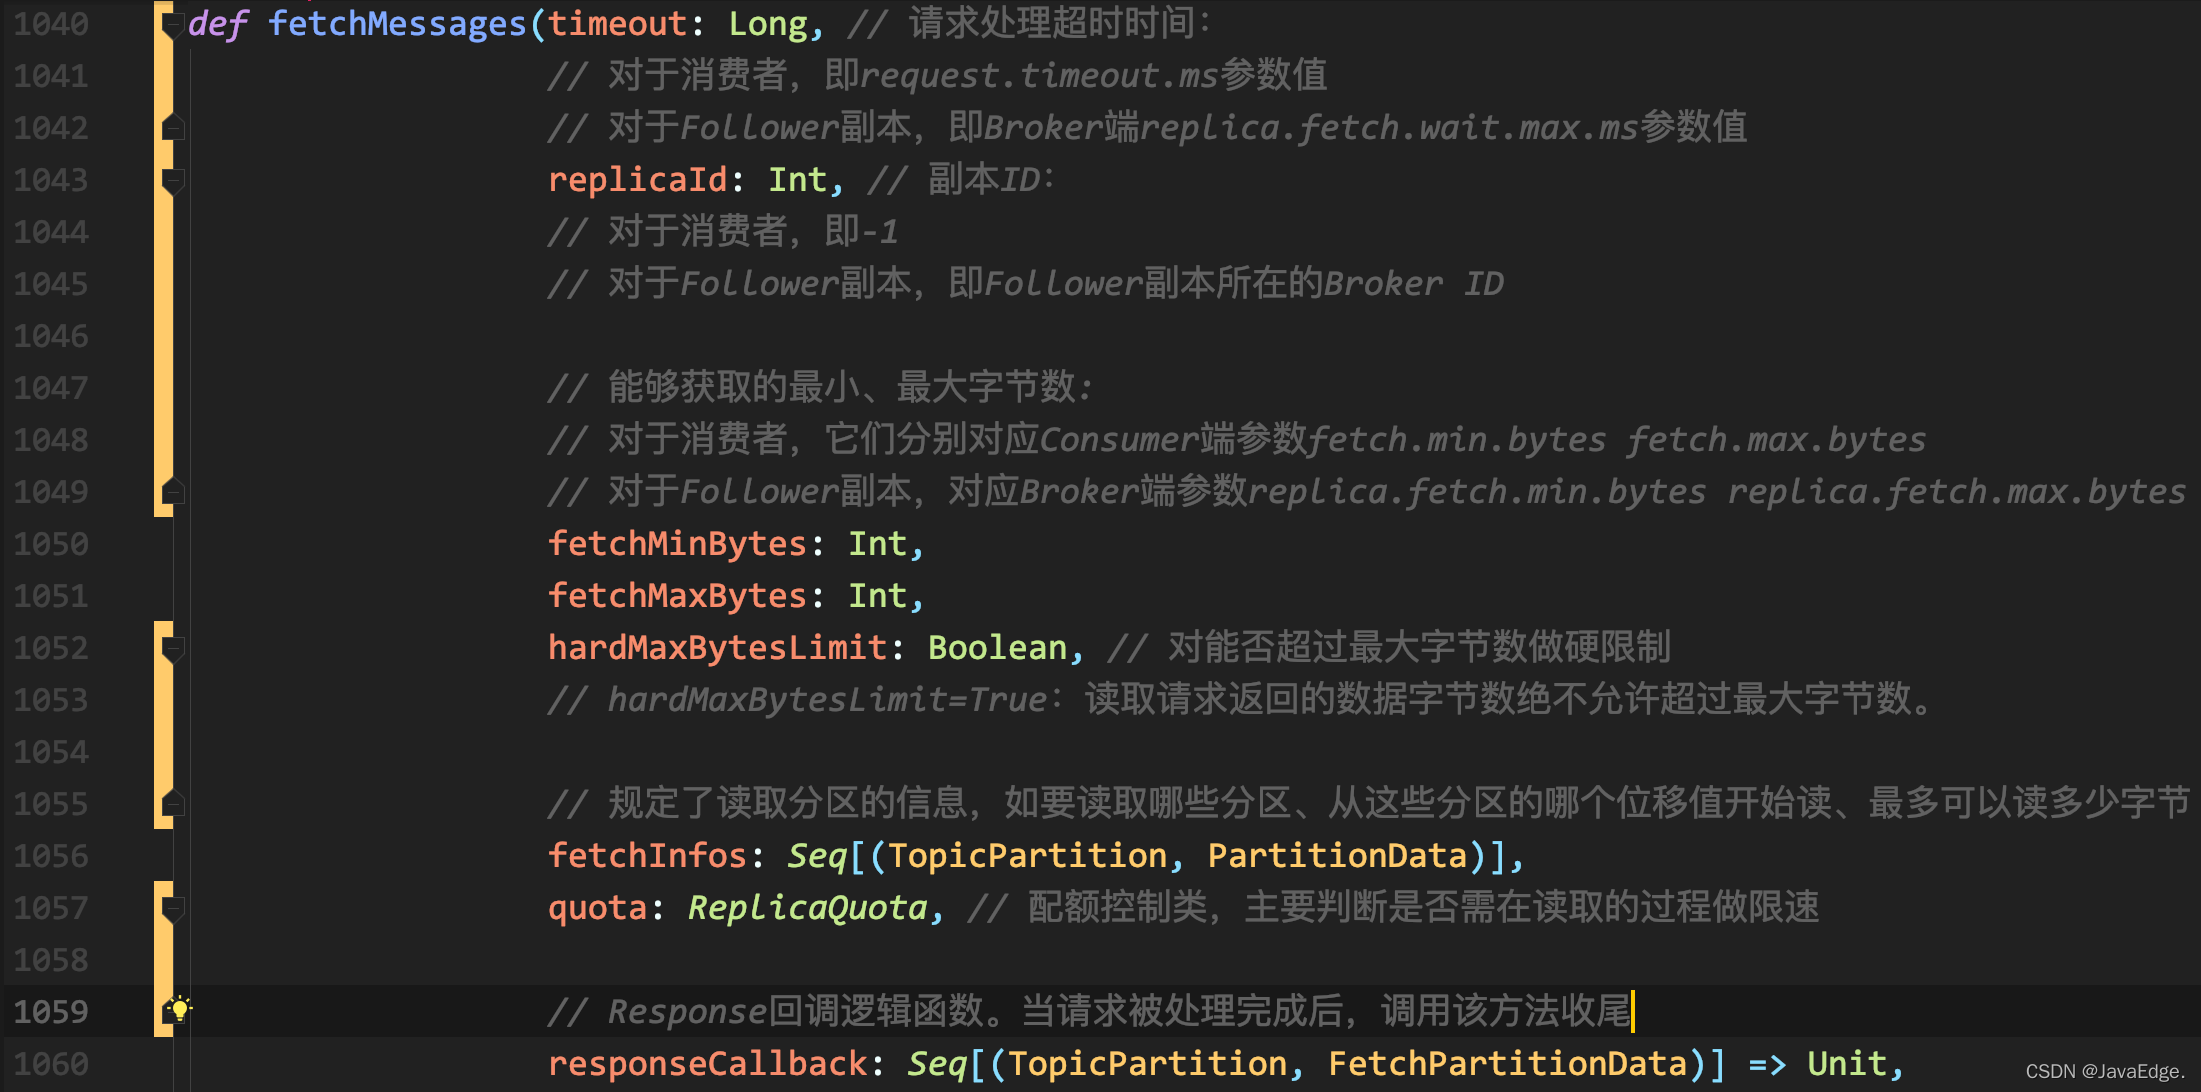 1040 def fetchMessages(timeout: Long, // 请求处理超时时间：
1041 // 对于消费者，即request.timeout.ms参数值
1042 // 对于Follower副本，即Broker端replica.fetch.wait.max.ms参数值
1043 replicaId: Int, // 副本ID：
1044 // 对于消费者，即-1
1045 // 对于Follower副本，即Follower副本所在的Broker ID
1046
1047 // 能够获取的最小、最大字节数:
1048 // 对于消费者，它们分别对应Consumer端参数fetch.min.bytes fetch.max.bytes
1049 // 对于Follower副本，对应Broker端参数replica.fetch.min.bytes replica.fetch.max.bytes
1050 fetchMinBytes: Int,
1051 fetchMaxBytes: Int,
1052 hardMaxBytesLimit: Boolean, // 对能否超过最大字节数做硬限制
1053 // hardMaxBytesLimit=True：读取请求返回的数据字节数绝不允许超过最大字节数。
1054
1055 // 规定了读取分区的信息，如要读取哪些分区、从这些分区的哪个位移值开始读、最多可以读多少字节
1056 fetchInfos: Seq[(TopicPartition, PartitionData)],
1057 quota: ReplicaQuota, // 配额控制类，主要判断是否需在读取的过程做限速
1058
1059 // Response回调逻辑函数。当请求被处理完成后，调用该方法收尾
1060 responseCallback: Seq[(TopicPartition, FetchPartitionData)] => Unit,
CSDN @JavaEdge.